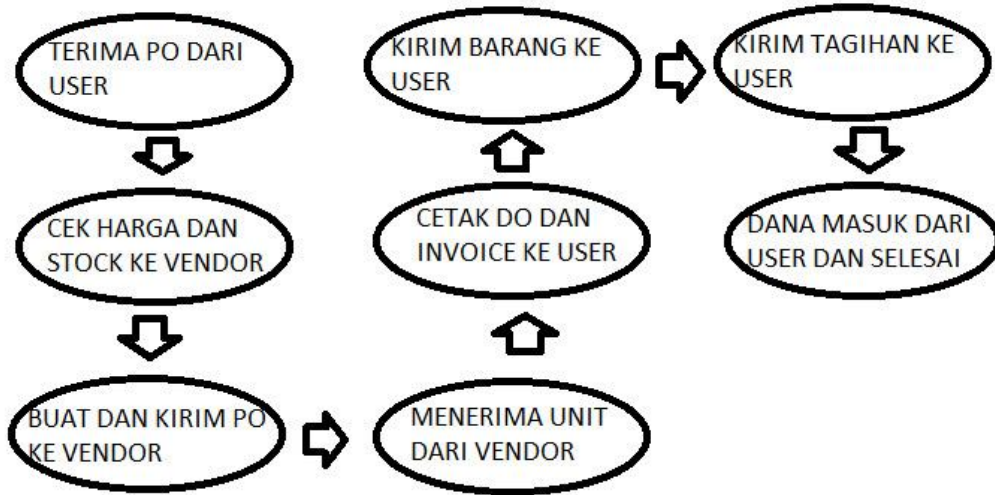 TERIMA PO DARI
USER
CEK HARGA DAN
STOCK KE VENDOR
BUAT DAN KIRIM PO
KE VENDOR
MENERIMA UNIT
DARI VENDOR
CETAK DO DAN
INVOICE KE USER
KIRIM BARANG KE
USER
KIRIM TAGIHAN KE
USER
DANA MASUK DARI
USER DAN SELESAI